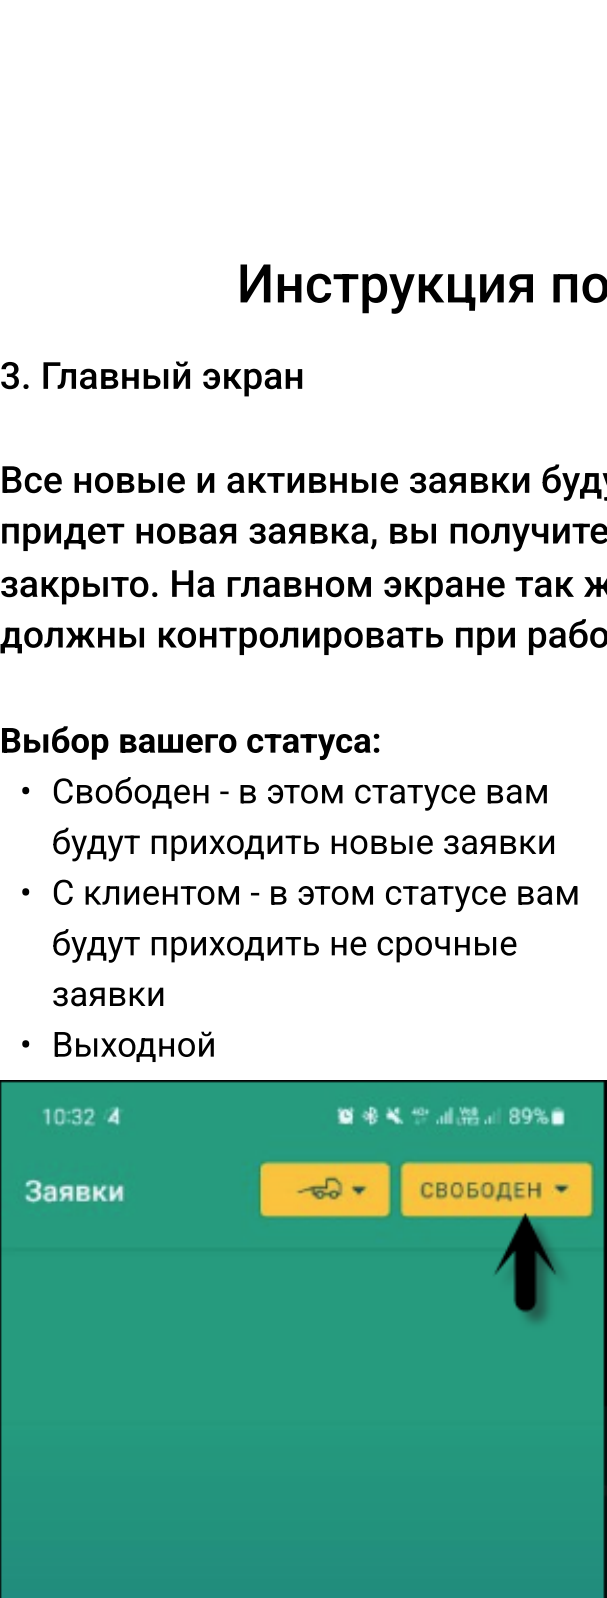 Инструкция по
3. Главный экран
Все новые и активные заявки буду
придет новая заявка, вы получите
закрыто. На главном экране так ж
должны контролировать при рабо
Выбор вашего статуса:
• Свободен - в этом статусе вам
будут приходить новые заявки
• С клиентом - в этом статусе вам
будут приходить не срочные
заявки
• Выходной
10:32 89%
Заявки СВОБОДЕН